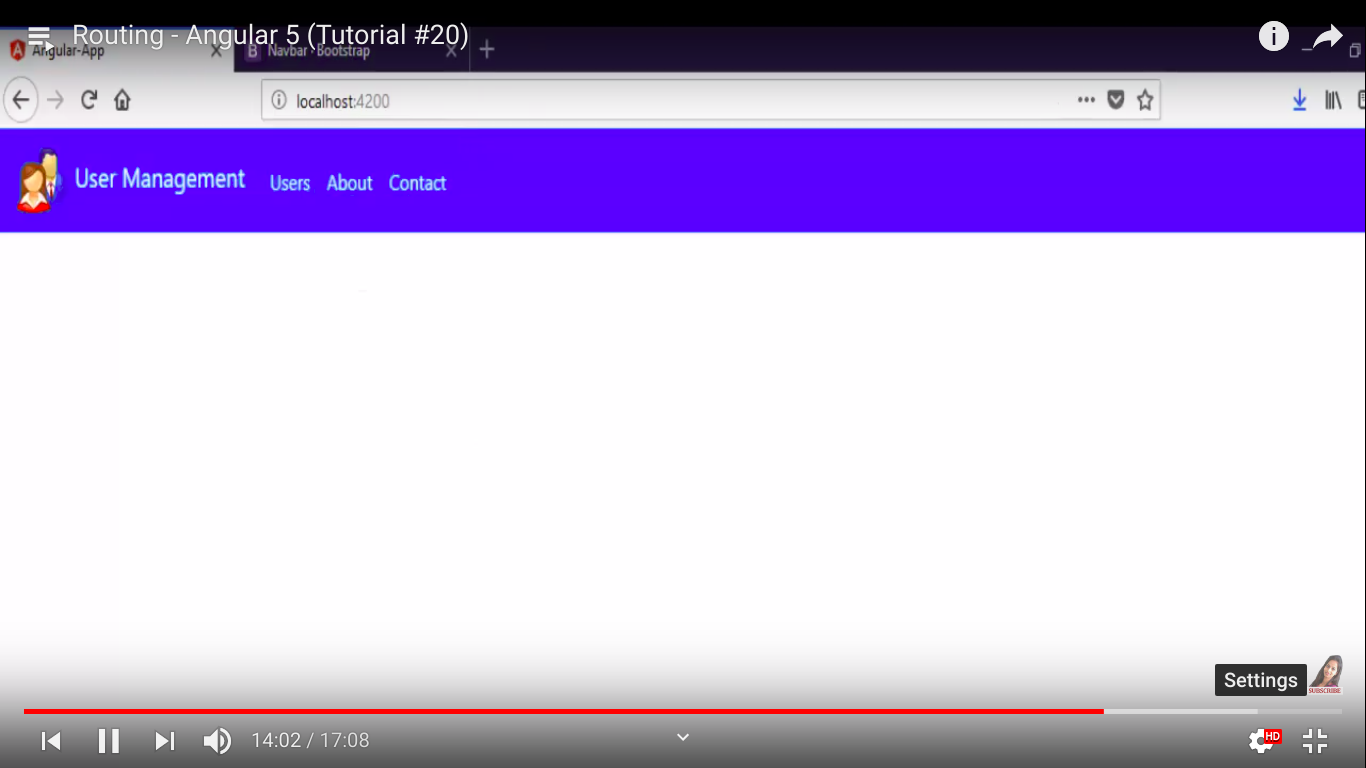 Routing - Angular 5 (Tutorial #20)
Angular-App
B Navbar · Bootstrap
localhost:4200
User Management
Users About Contact
Settings
SUBSCRIBE
14:02 / 17:08
HD